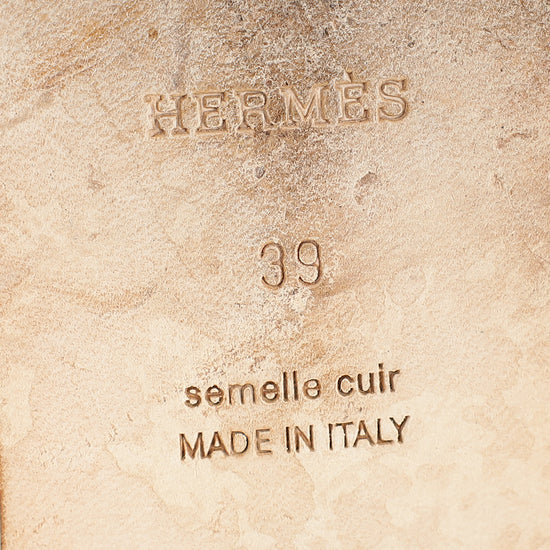 HERMÈS
39
semelle cuir
MADE IN ITALY